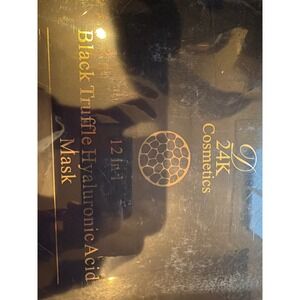 D
24K
Cosmetics
12 in 1
Black Truffle Hyaluronic Acid
Mask